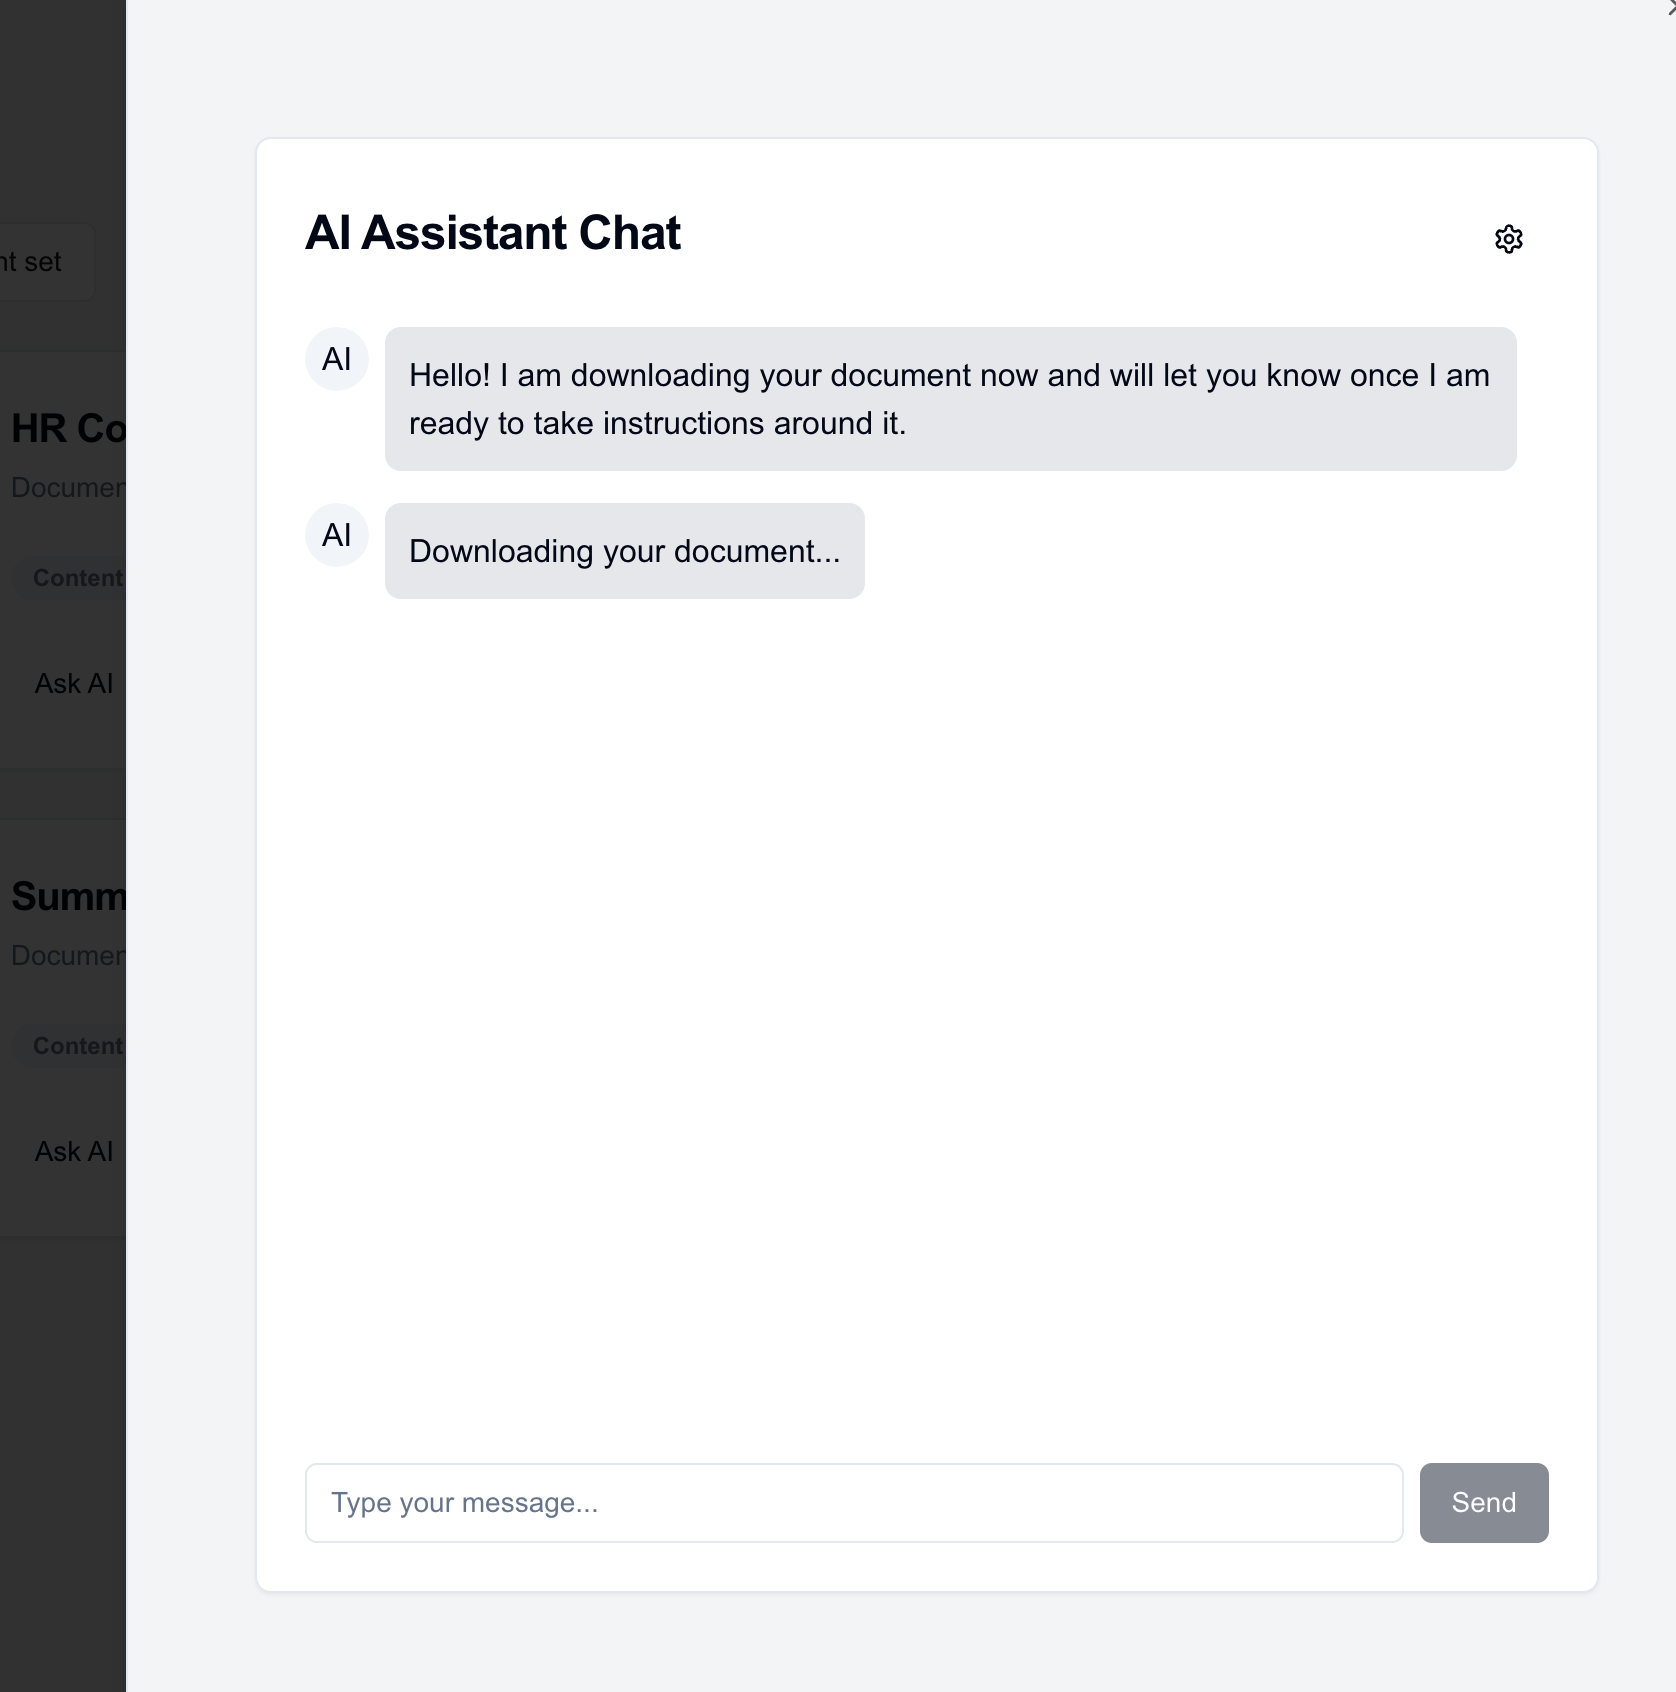 nt set
HR Co
Documen
Content
Ask AI
Summ
Documen
Content
Ask AI
AI Assistant Chat
AI
Hello! I am downloading your document now and will let you know once I am
ready to take instructions around it.
AI
Downloading your document...
Type your message...
Send